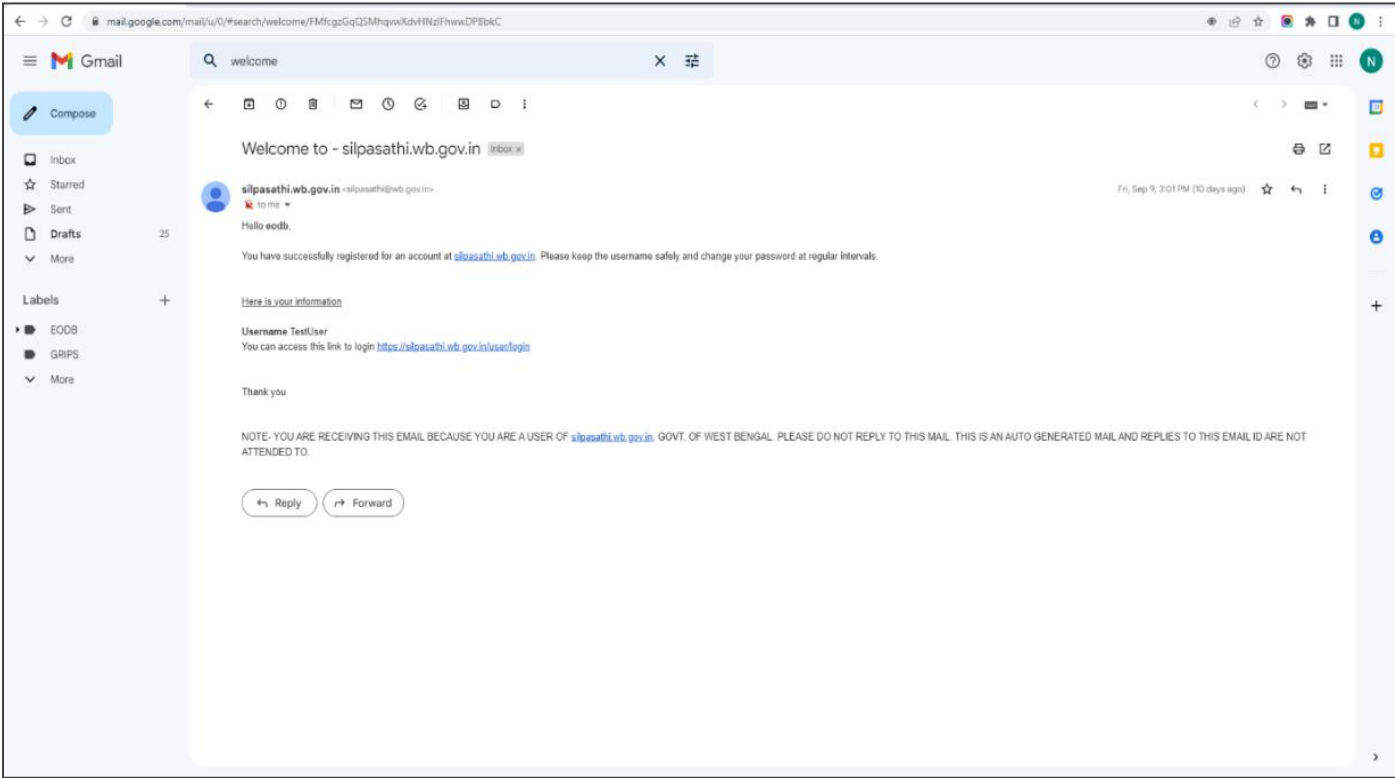 mail.google.com/mail/u/0/#search/welcome/FMfcgzGqQSMhqvwXdvHNzlFhwwDPBbkC
N
Gmail
welcome
N
Compose
Welcome to - silpasathi.wb.gov.in Inbox x
Inbox
Starred
silpasathi.wb.gov.in <silpasathi@wb.gov.in>
Fri, Sep 9, 3:01 PM (10 days ago)
to me
Sent
Hello eodb,
Drafts 25
You have successfully registered for an account at silpasathi.wb.gov.in. Please keep the username safely and change your password at regular intervals.
More
Labels
Here is your information
EODB
Username TestUser
You can access this link to login https://silpasathi.wb.gov.in/user/login
GRIPS
More
Thank you
NOTE- YOU ARE RECEIVING THIS EMAIL BECAUSE YOU ARE A USER OF silpasathi.wb.gov.in, GOVT. OF WEST BENGAL. PLEASE DO NOT REPLY TO THIS MAIL. THIS IS AN AUTO GENERATED MAIL AND REPLIES TO THIS EMAIL ID ARE NOT
ATTENDED TO.
Reply
Forward